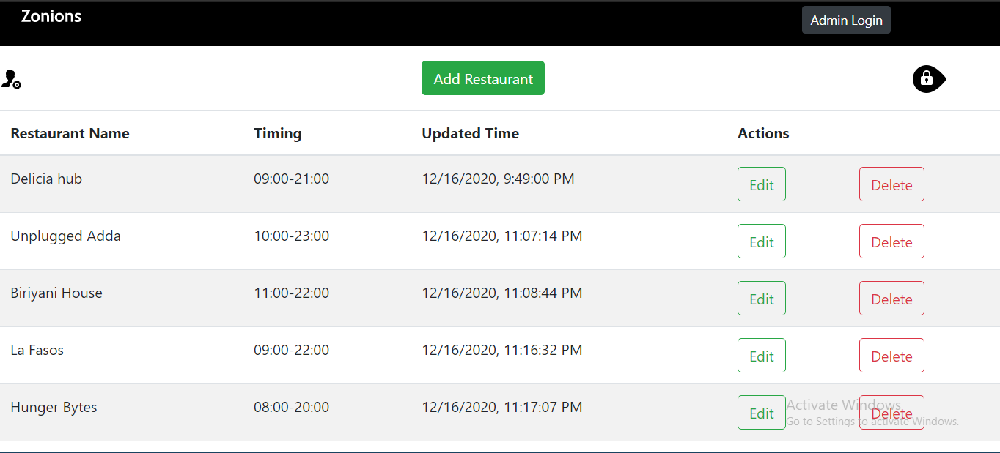 Zonions
Admin Login
Add Restaurant
Restaurant Name Timing Updated Time Actions
Delicia hub 09:00-21:00 12/16/2020, 9:49:00 PM Edit Delete
Unplugged Adda 10:00-23:00 12/16/2020, 11:07:14 PM Edit Delete
Biriyani House 11:00-22:00 12/16/2020, 11:08:44 PM Edit Delete
La Fasos 09:00-22:00 12/16/2020, 11:16:32 PM Edit Delete
Hunger Bytes 08:00-20:00 12/16/2020, 11:17:07 PM Edit Delete
Activate Windows
Go to Settings to activate Windows.